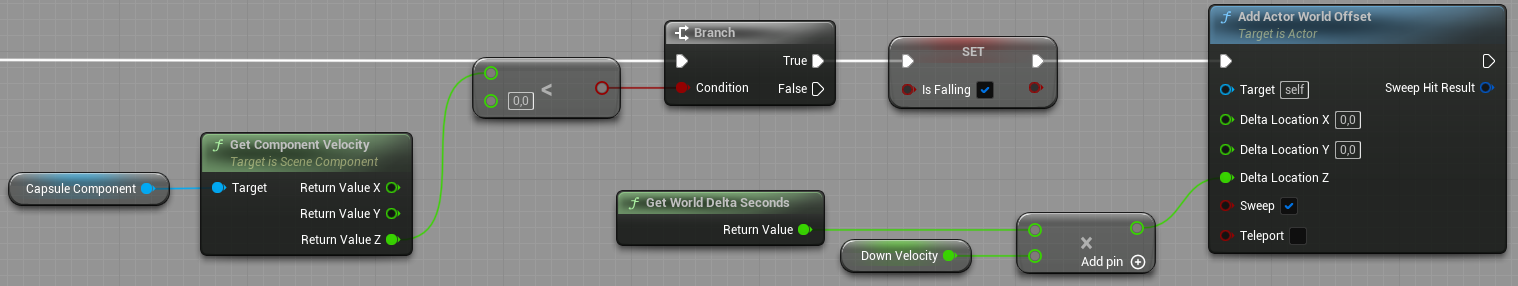 Capsule Component
Get Component Velocity
Target is Scene Component
Target
Return Value X
Return Value Y
Return Value Z
0,0
<
Branch
Condition
True
False
SET
Is Falling
Get World Delta Seconds
Return Value
Down Velocity
×
Add pin
Add Actor World Offset
Target is Actor
Target self
Sweep Hit Result
Delta Location X 0,0
Delta Location Y 0,0
Delta Location Z
Sweep
Teleport